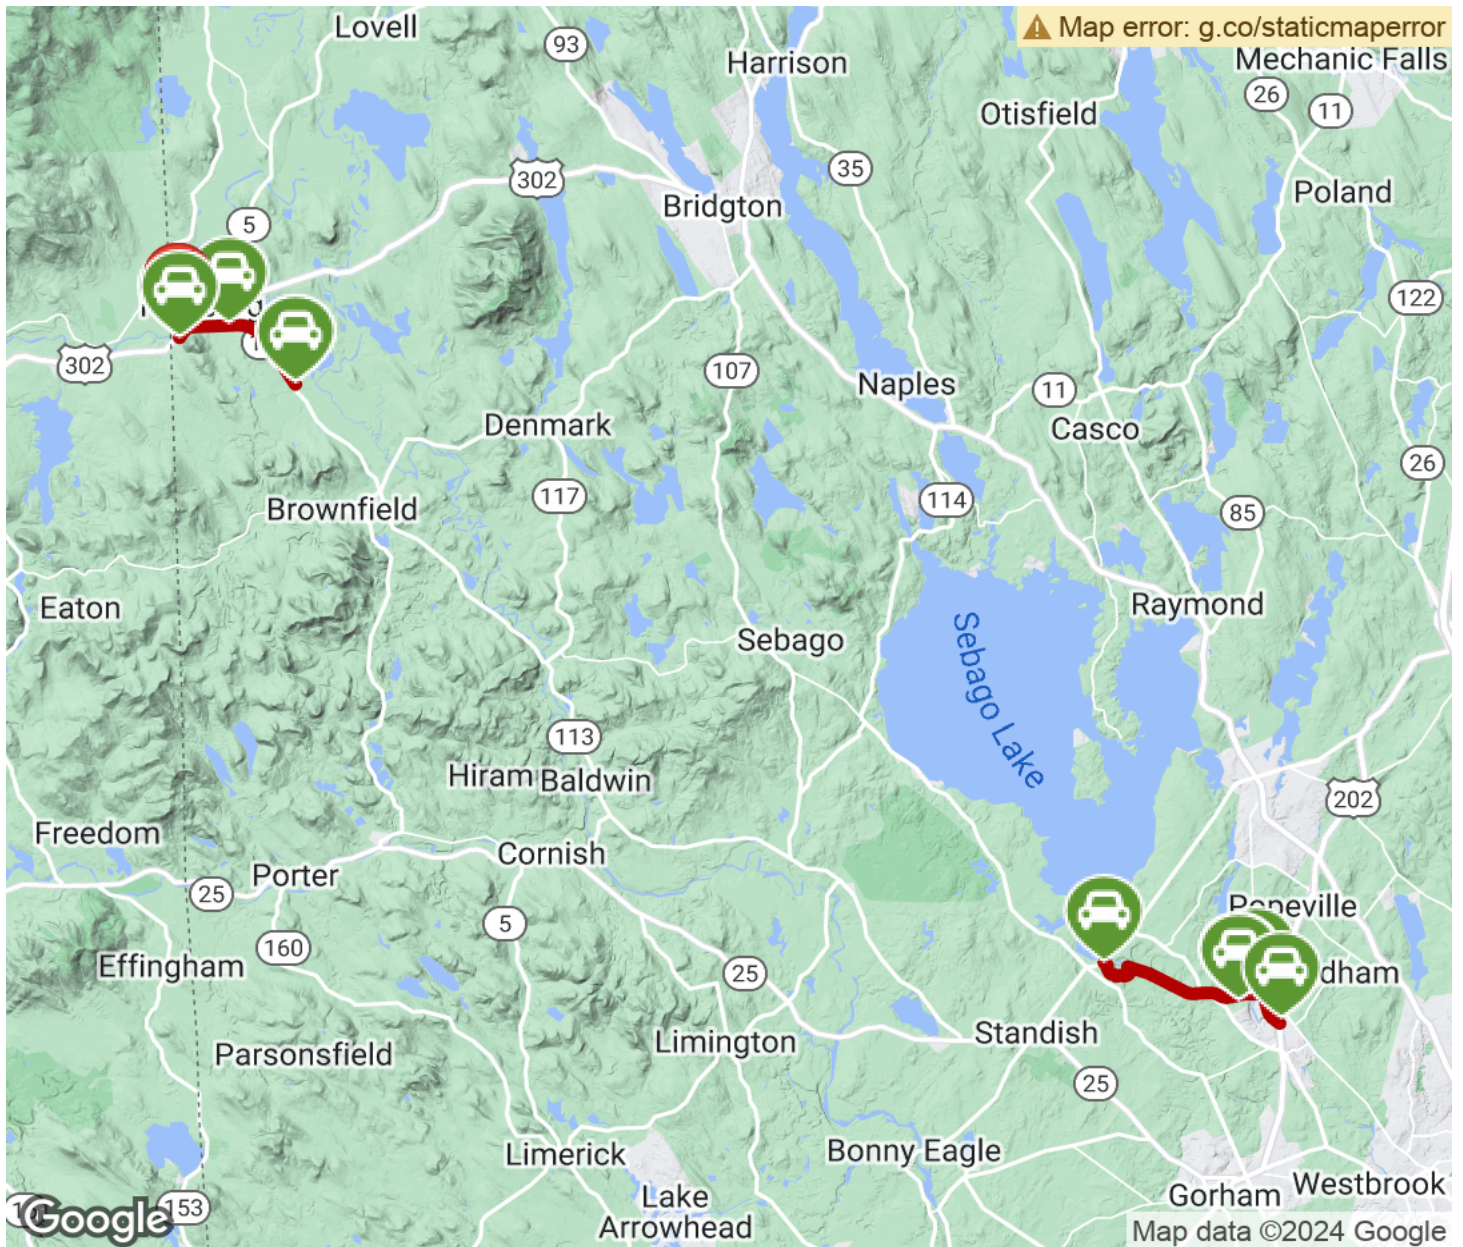 Lovell
93
Map error: g.co/staticmaperror
Harrison
Mechanic Falls
26
11
Otisfield
35
302
Poland
Bridgton
5
122
302
107
Naples
11
Denmark
Casco
26
117
114
85
Brownfield
Eaton
Raymond
Sebago
Sebago Lake
113
Hiram
Baldwin
202
Freedom
Cornish
Porter
25
5
160
Effingham
25
dham
Standish
Limington
Parsonsfield
25
Bonny Eagle
Limerick
Westbrook
Gorham
Lake
Arrowhead
153
Google
Map data ©2024 Google